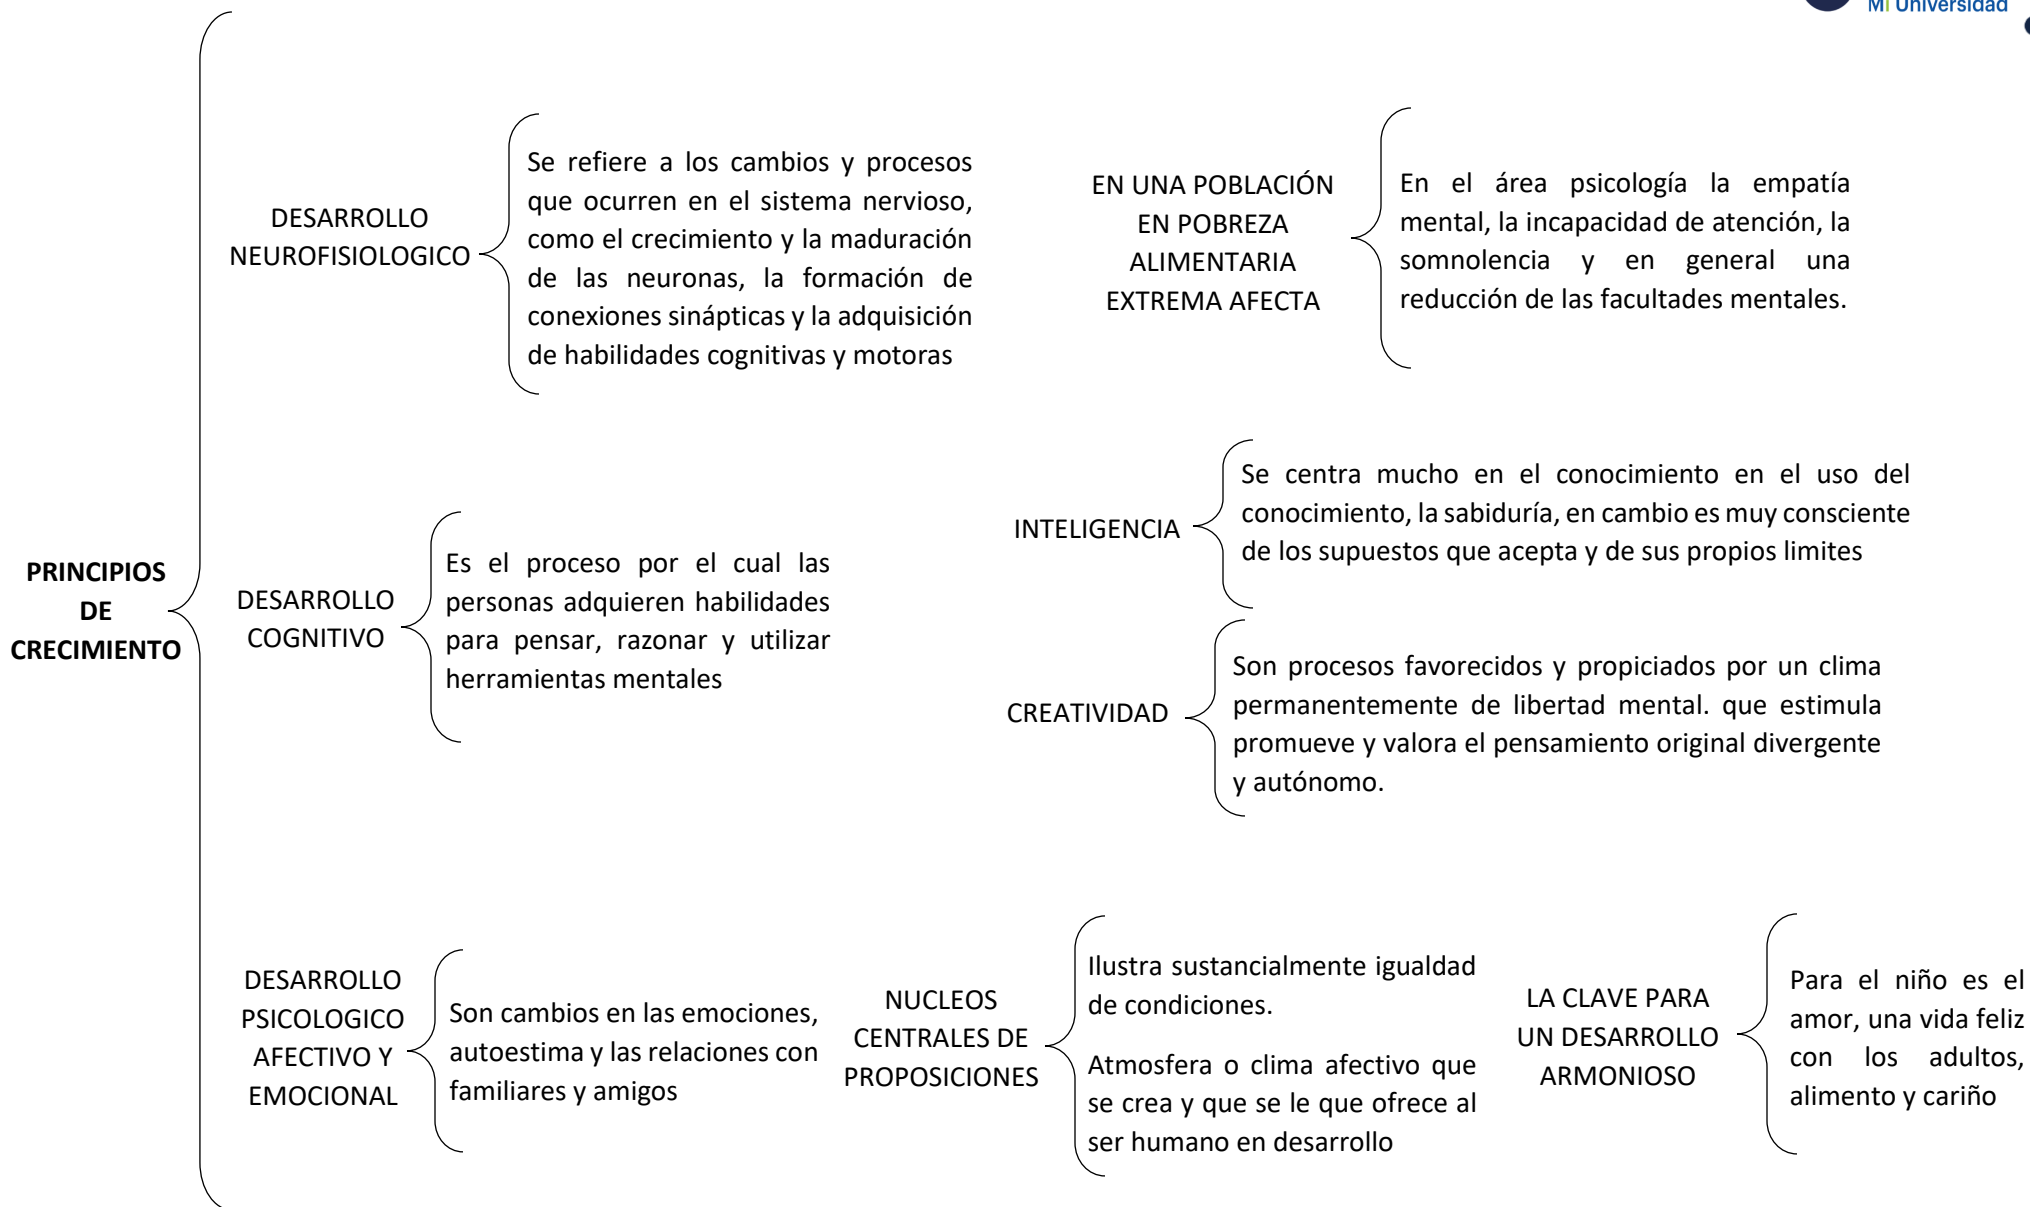 Mi Universidad
PRINCIPIOS
DE
CRECIMIENTO
DESARROLLO
NEUROFISIOLOGICO
Se refiere a los cambios y procesos
que ocurren en el sistema nervioso,
como el crecimiento y la maduración
de las neuronas, la formación de
conexiones sinápticas y la adquisición
de habilidades cognitivas y motoras
EN UNA POBLACIÓN
EN POBREZA
ALIMENTARIA
EXTREMA AFECTA
En el área psicología la empatía
mental, la incapacidad de atención, la
somnolencia y en general una
reducción de las facultades mentales.
DESARROLLO
COGNITIVO
Es el proceso por el cual las
personas adquieren habilidades
para pensar, razonar y utilizar
herramientas mentales
INTELIGENCIA
Se centra mucho en el conocimiento en el uso del
conocimiento, la sabiduría, en cambio es muy consciente
de los supuestos que acepta y de sus propios limites
CREATIVIDAD
Son procesos favorecidos y propiciados por un clima
permanentemente de libertad mental. que estimula
promueve y valora el pensamiento original divergente
y autónomo.
DESARROLLO
PSICOLOGICO
AFECTIVO Y
EMOCIONAL
Son cambios en las emociones,
autoestima y las relaciones con
familiares y amigos
NUCLEOS
CENTRALES DE
PROPOSICIONES
Ilustra sustancialmente igualdad
de condiciones.
Atmosfera o clima afectivo que
se crea y que se le que ofrece al
ser humano en desarrollo
LA CLAVE PARA
UN DESARROLLO
ARMONIOSO
Para el niño es el
amor, una vida feliz
con los adultos,
alimento y cariño